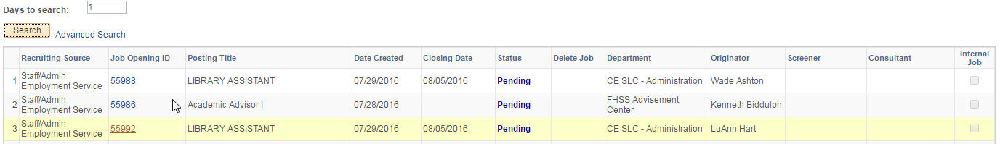 Days to search: 1
Search Advanced Search
Recruiting Source Job Opening ID Posting Title Date Created Closing Date Status Delete Job Department Originator Screener Consultant Internal Job
1 Staff/Admin Employment Service 55988 LIBRARY ASSISTANT 07/29/2016 08/05/2016 Pending CE SLC - Administration Wade Ashton
2 Staff/Admin Employment Service 55986 Academic Advisor I 07/28/2016 Pending FHSS Advisement Center Kenneth Biddulph
3 Staff/Admin Employment Service 55992 LIBRARY ASSISTANT 07/29/2016 08/05/2016 Pending CE SLC - Administration LuAnn Hart